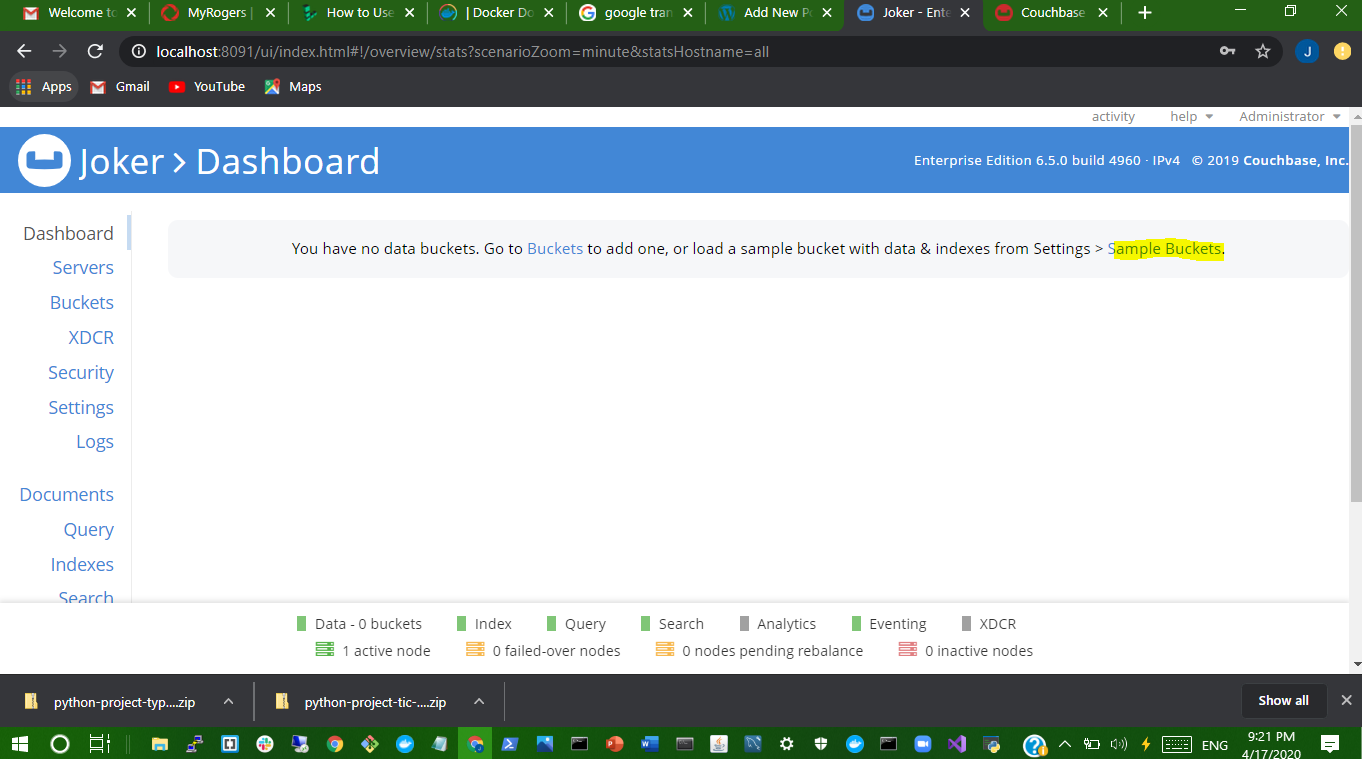 Welcome to
MyRogers |
How to Use
| Docker Do
google tran
Add New Po
Joker - Ente
Couchbase
localhost:8091/ui/index.html#!/overview/stats?scenarioZoom=minute&statsHostname=all
J
Apps
Gmail
YouTube
Maps
activity
help
Administrator
Joker > Dashboard
Enterprise Edition 6.5.0 build 4960 · IPv4 © 2019 Couchbase, Inc.
Dashboard
Servers
Buckets
XDCR
Security
Settings
Logs
Documents
Query
Indexes
Search
You have no data buckets. Go to Buckets to add one, or load a sample bucket with data & indexes from Settings > Sample Buckets.
Data - 0 buckets
Index
Query
Search
Analytics
Eventing
XDCR
1 active node
0 failed-over nodes
0 nodes pending rebalance
0 inactive nodes
python-project-typ....zip
python-project-tic-....zip
Show all
ENG
9:21 PM
4/17/2020